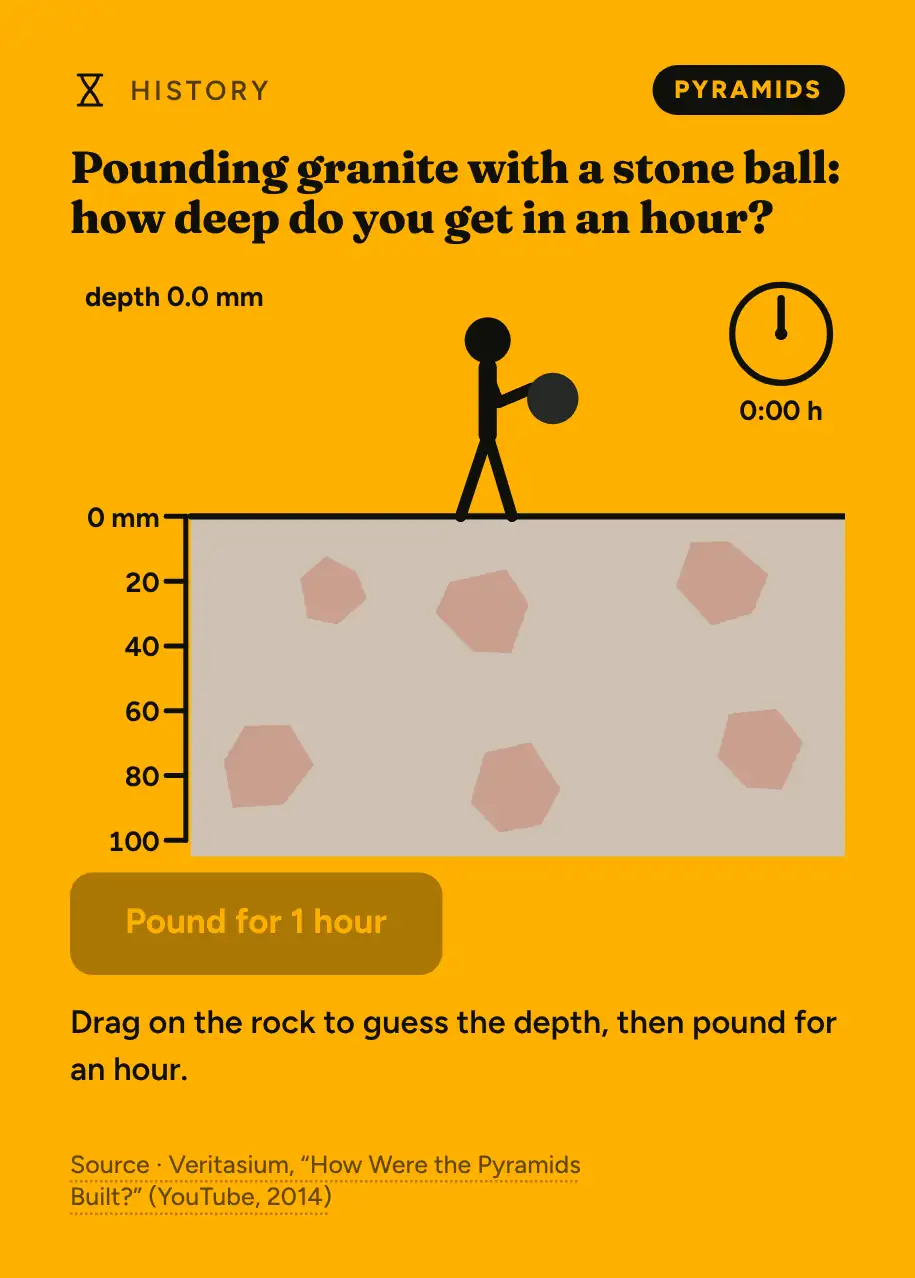 HISTORY
PYRAMIDS
Pounding granite with a stone ball:
how deep do you get in an hour?
depth 0.0 mm
0:00 h
0 mm
20
40
60
80
100
Pound for 1 hour
Drag on the rock to guess the depth, then pound for
an hour.
Source · Veritasium, “How Were the Pyramids
Built?” (YouTube, 2014)